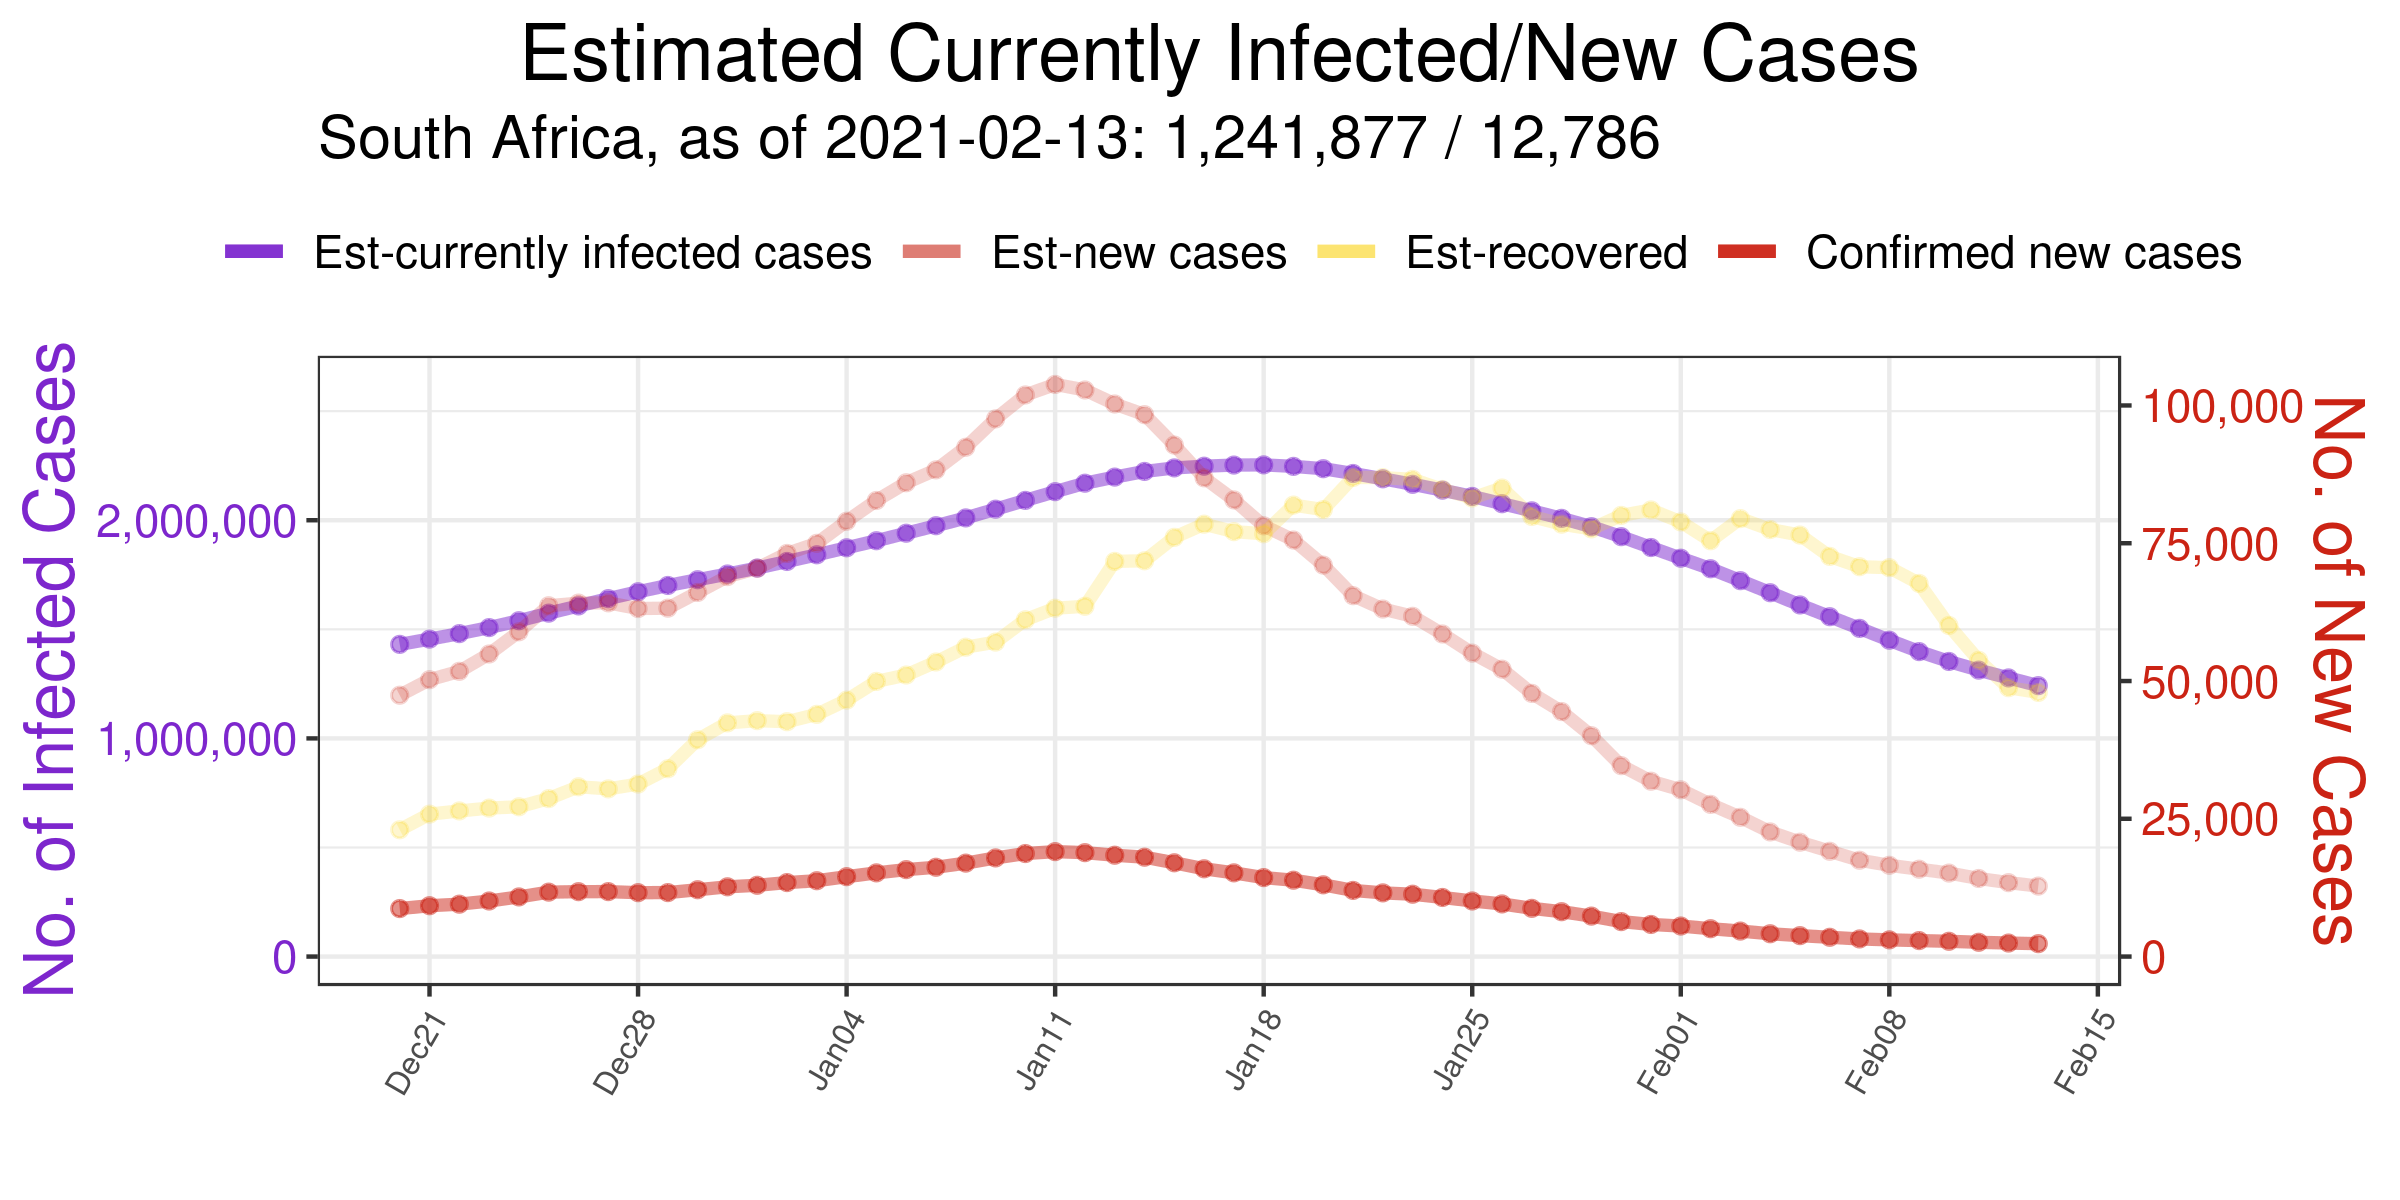 Estimated Currently Infected/New Cases
South Africa, as of 2021-02-13: 1,241,877 / 12,786
Est-currently infected cases Est-new cases Est-recovered Confirmed new cases
No. of Infected Cases
2,000,000
1,000,000
0
100,000
75,000
50,000
25,000
0
No. of New Cases
Dec21 Dec28 Jan04 Jan11 Jan18 Jan25 Feb01 Feb08 Feb15